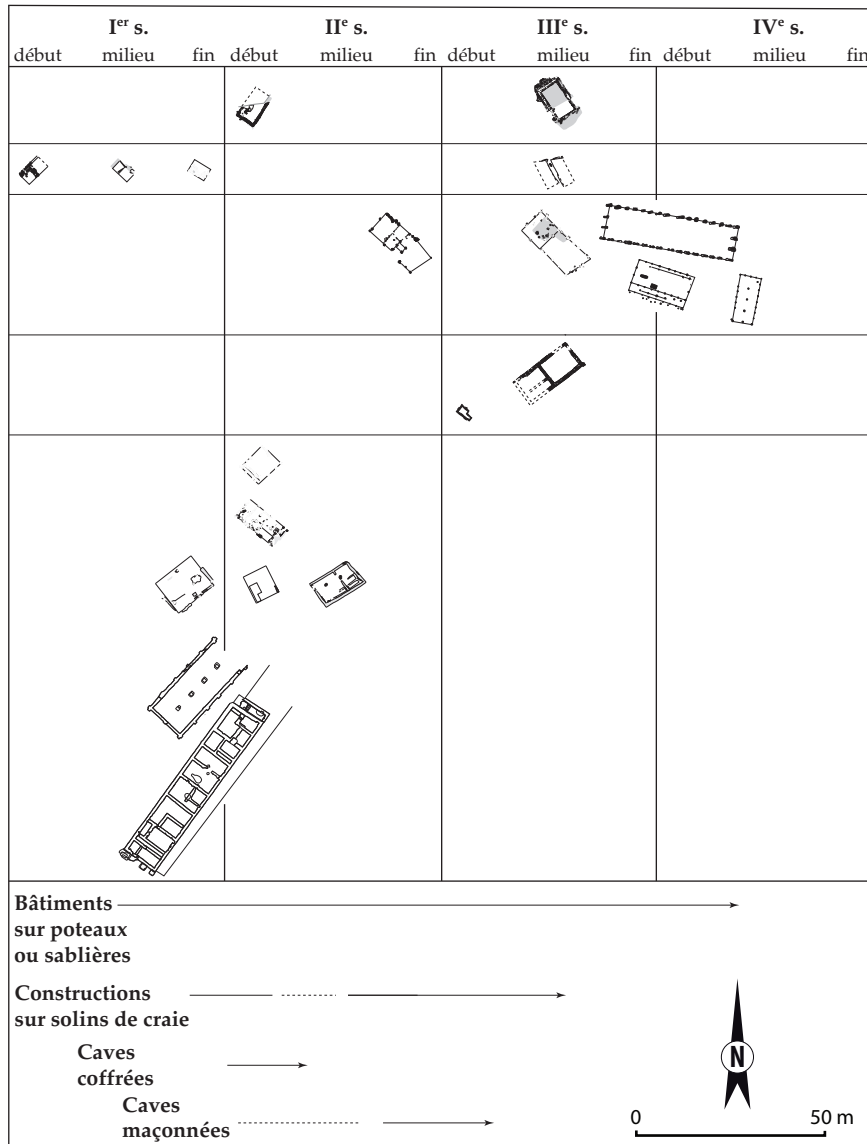 Iᵉʳ s. IIᵉ s. IIIᵉ s. IVᵉ s.
début milieu fin début milieu fin début milieu fin début milieu fin
Bâtiments
sur poteaux
ou sablières
Constructions
sur solins de craie
Caves
coffrées
Caves
maçonnées
N
0 50 m